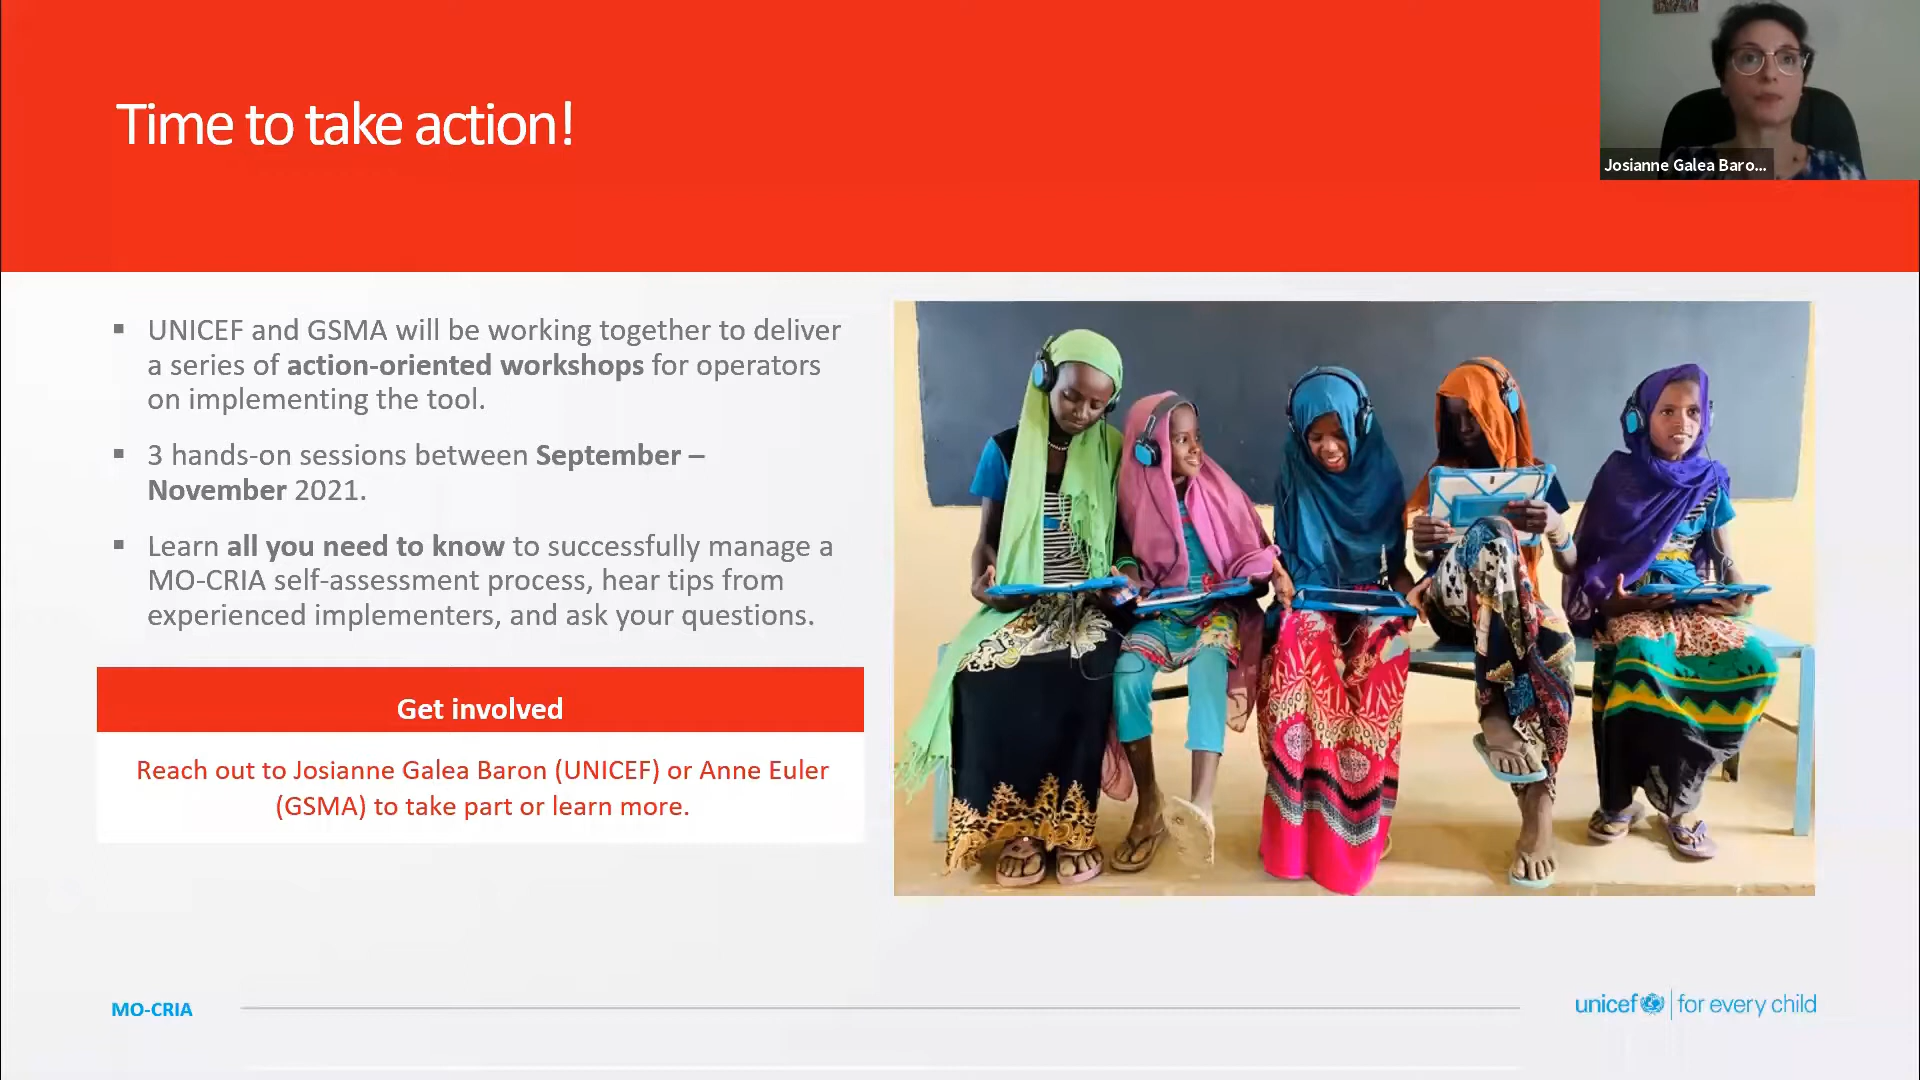 Time to take action!
Josianne Galea Baro...
▪ UNICEF and GSMA will be working together to deliver
a series of action-oriented workshops for operators
on implementing the tool.
▪ 3 hands-on sessions between September –
November 2021.
▪ Learn all you need to know to successfully manage a
MO-CRIA self-assessment process, hear tips from
experienced implementers, and ask your questions.
Get involved
Reach out to Josianne Galea Baron (UNICEF) or Anne Euler
(GSMA) to take part or learn more.
MO-CRIA
unicef | for every child